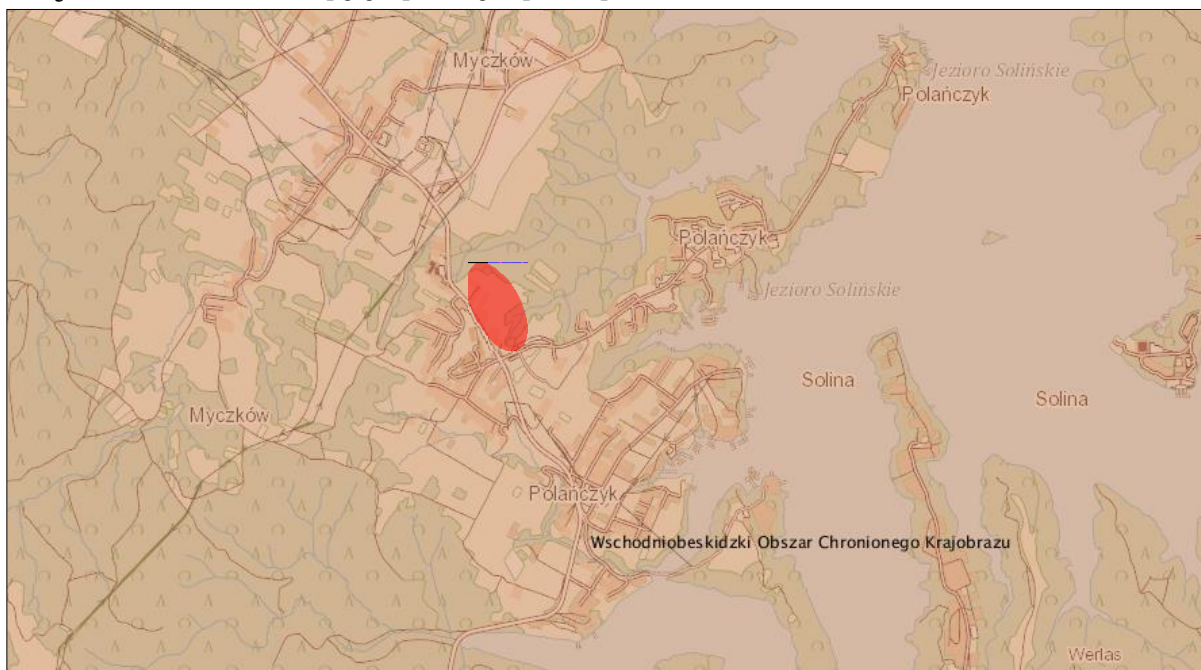 Myczków
Jezioro Solińskie
Polańczyk
Polańczyk
Jezioro Solińskie
Solina
Solina
Myczków
Polańczyk
Wschodniobeskidzki Obszar Chronionego Krajobrazu
Werlas